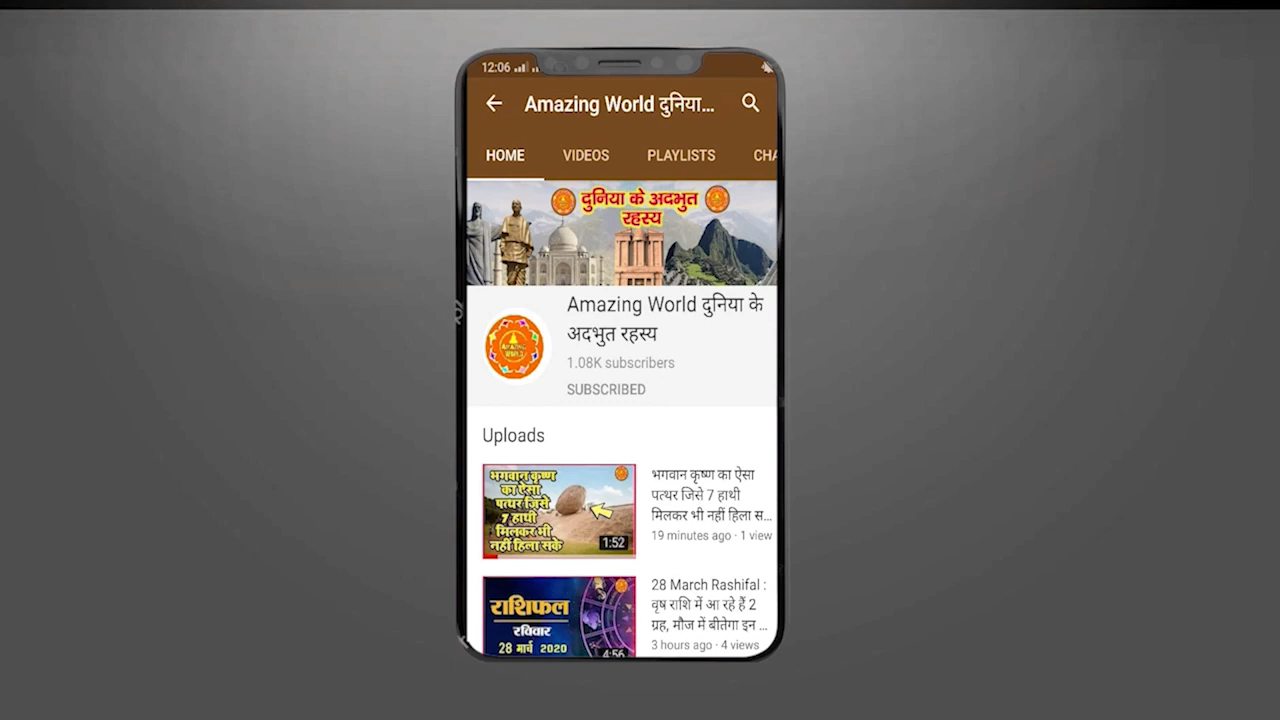 12:06
Amazing World दुनिया...
HOME VIDEOS PLAYLISTS CHA
दुनिया के अदभुत
रहस्य
Amazing World दुनिया के
अदभुत रहस्य
AMAZING
WORLD
1.08K subscribers
SUBSCRIBED
Uploads
भगवान कृष्ण
का ऐसा
पत्थर जिसे
7 हाथी
मिलकर भी
नहीं हिला सके
1:52
भगवान कृष्ण का ऐसा
पत्थर जिसे 7 हाथी
मिलकर भी नहीं हिला स...
19 minutes ago · 1 view
राशिफल
रविवार
28 मार्च 2020
4:56
28 March Rashifal :
वृष राशि में आ रहे हैं 2
ग्रह, मौज में बीतेगा इन ...
3 hours ago · 4 views